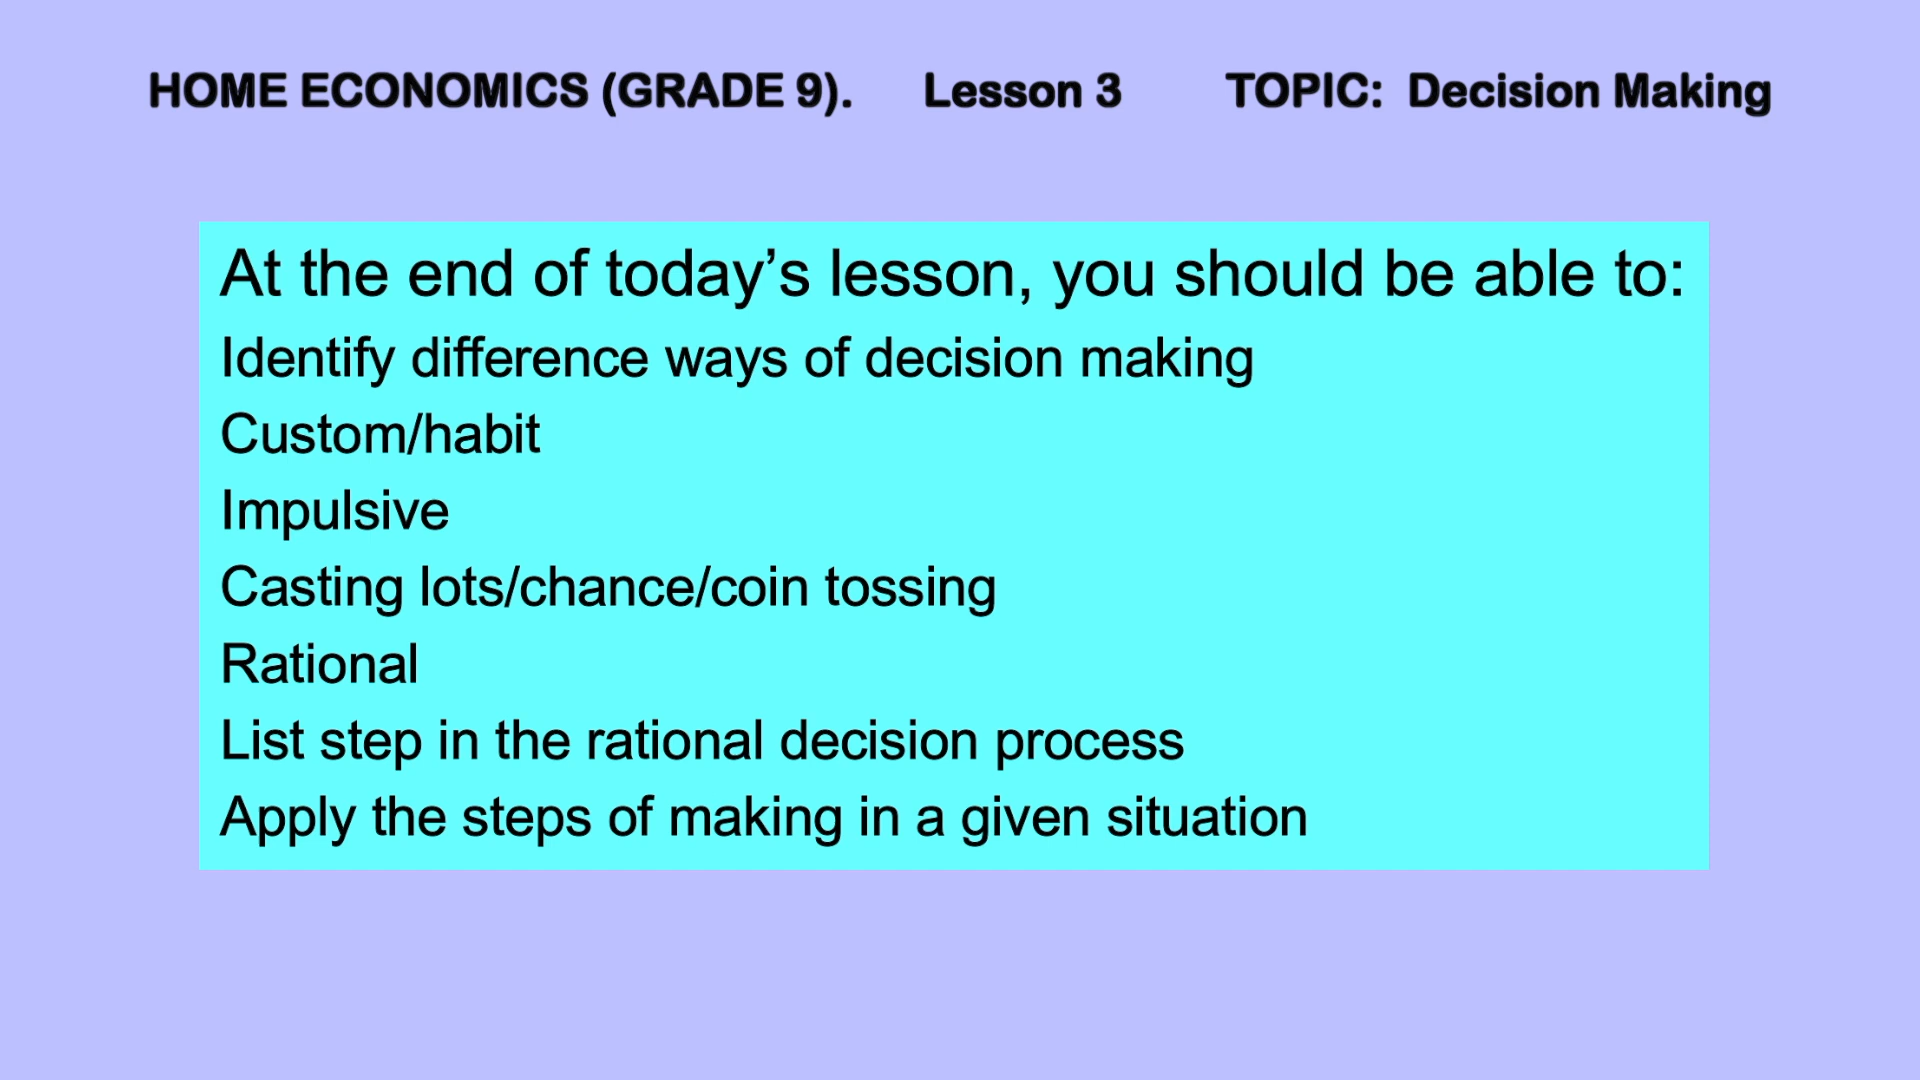 HOME ECONOMICS (GRADE 9). Lesson 3 TOPIC: Decision Making
At the end of today’s lesson, you should be able to:
Identify difference ways of decision making
Custom/habit
Impulsive
Casting lots/chance/coin tossing
Rational
List step in the rational decision process
Apply the steps of making in a given situation